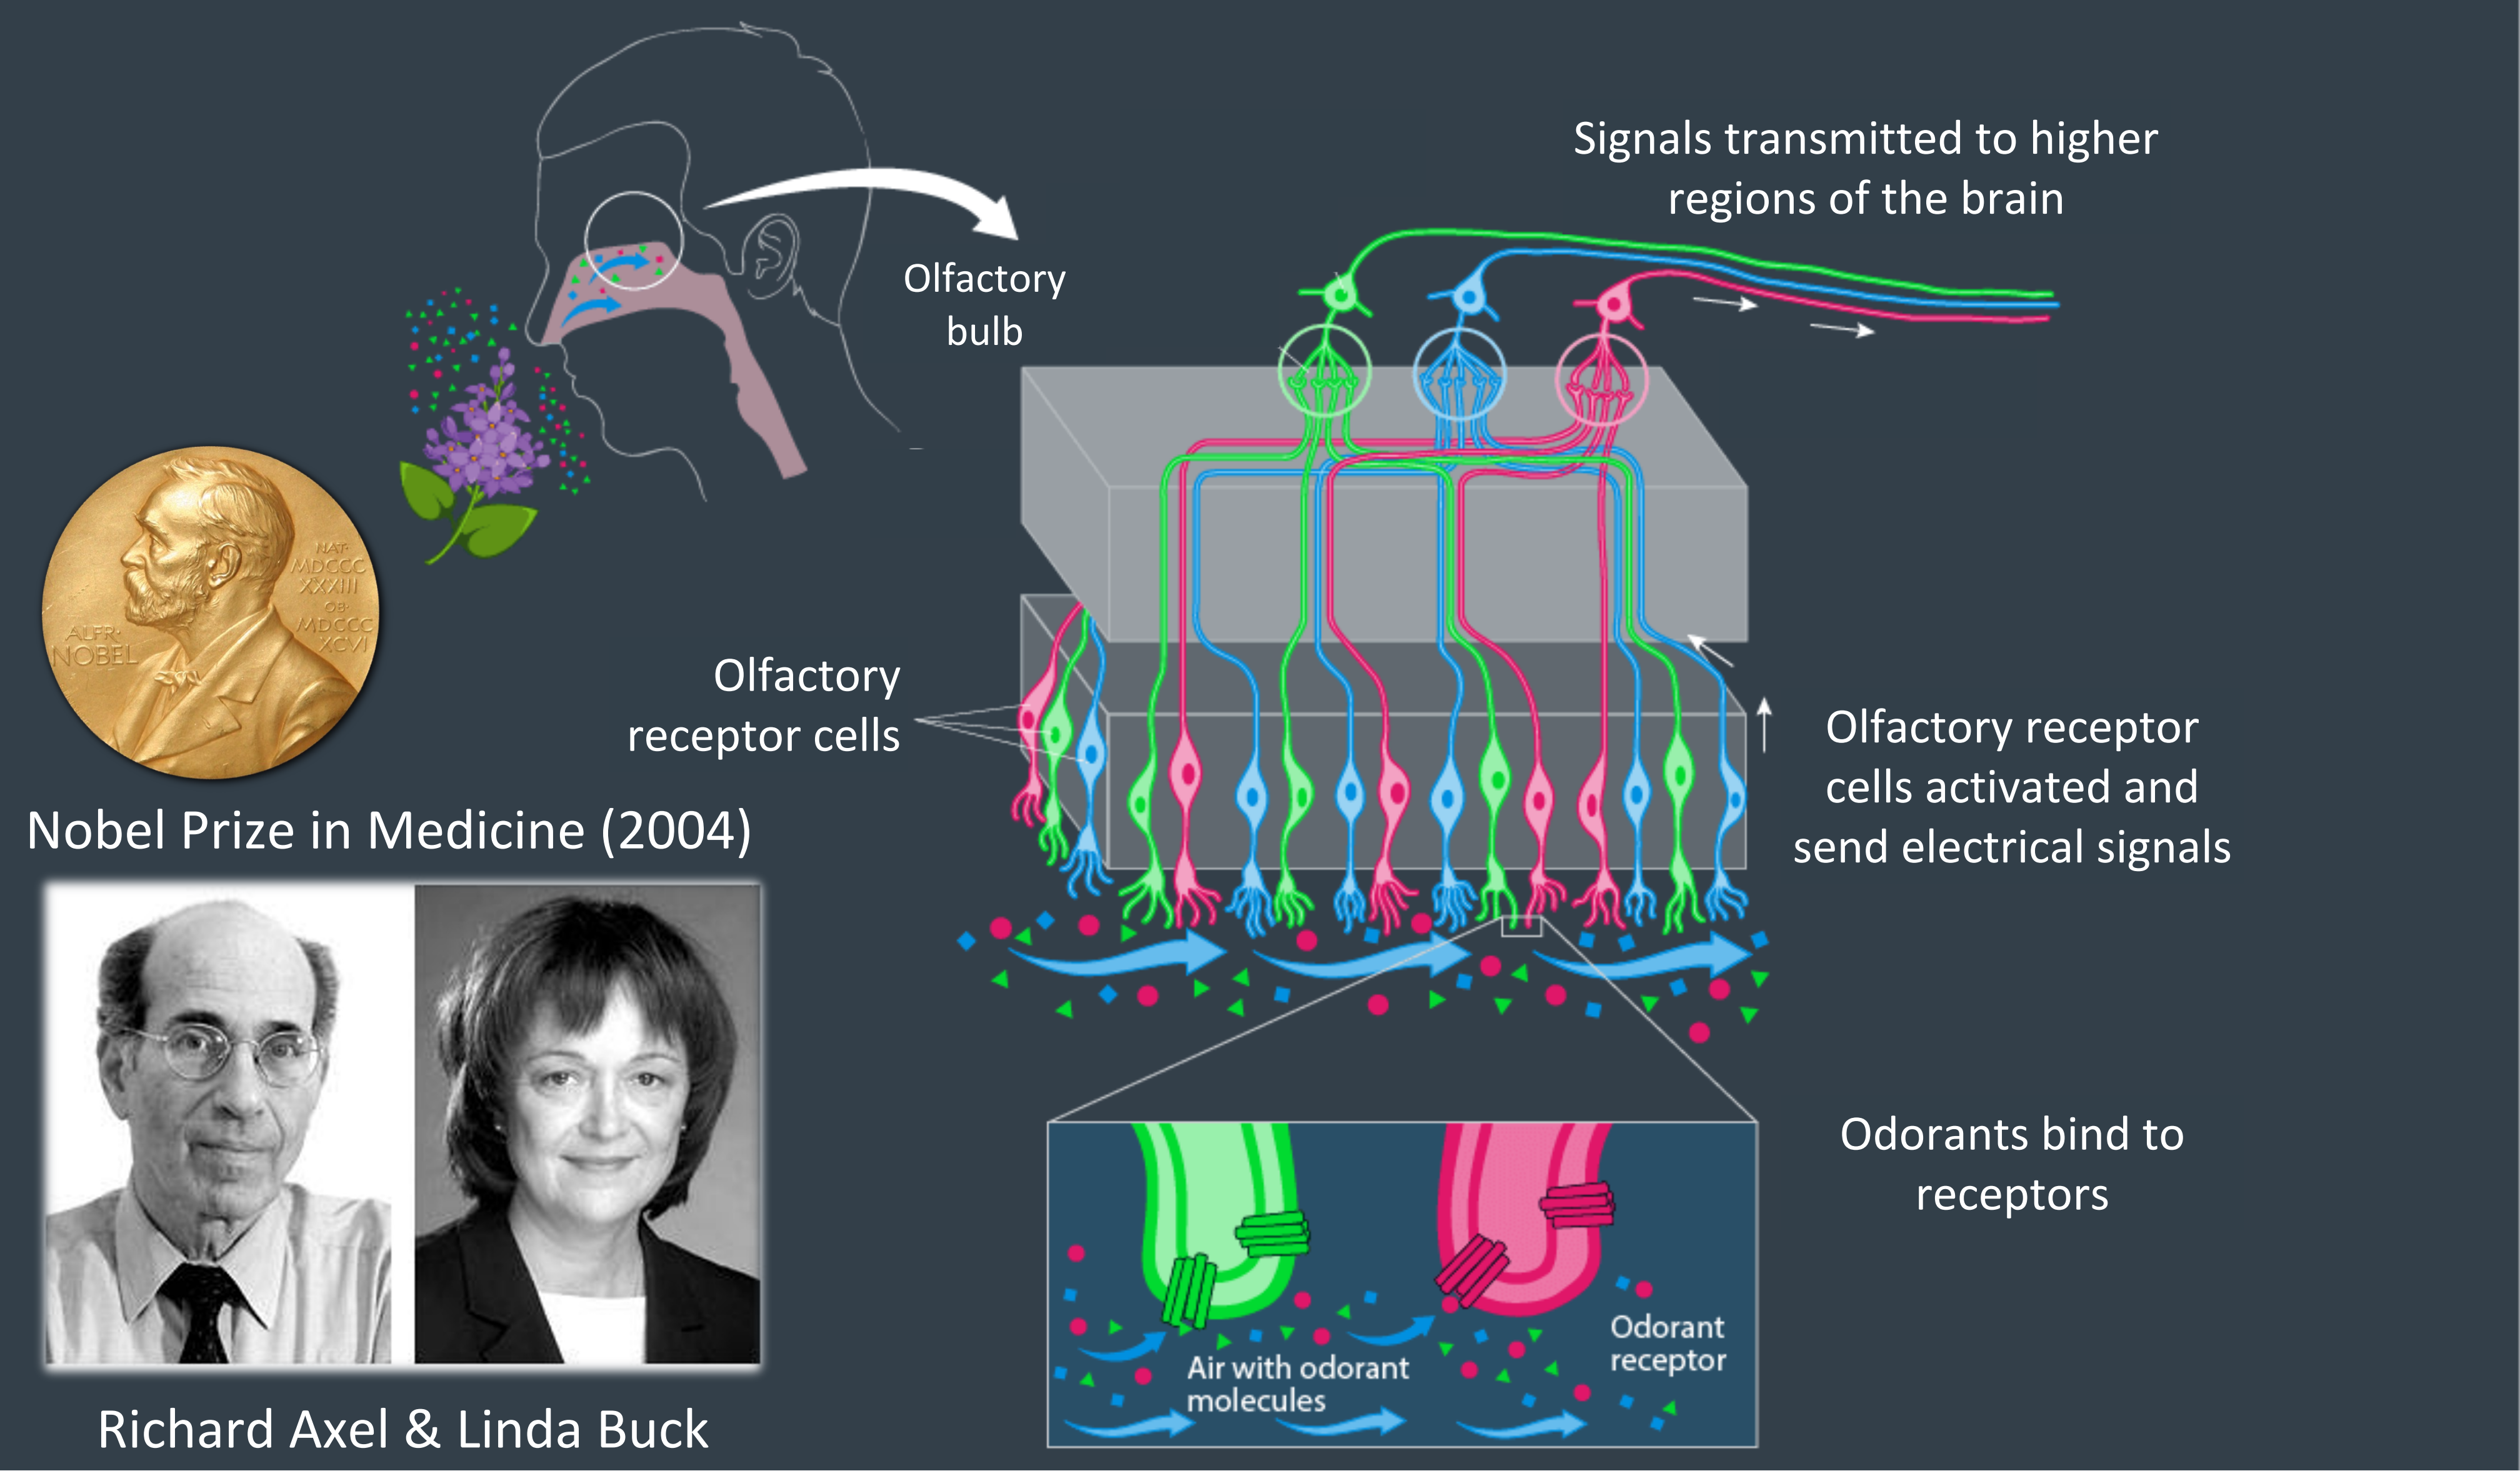 Signals transmitted to higher
regions of the brain
Olfactory
bulb
NAT·
MDCCC
XXXIII
OB·
MDCCC
XCVI
ALFR·
NOBEL
Nobel Prize in Medicine (2004)
Olfactory
receptor cells
Olfactory receptor
cells activated and
send electrical signals
Odorants bind to
receptors
Odorant
receptor
Air with odorant
molecules
Richard Axel & Linda Buck